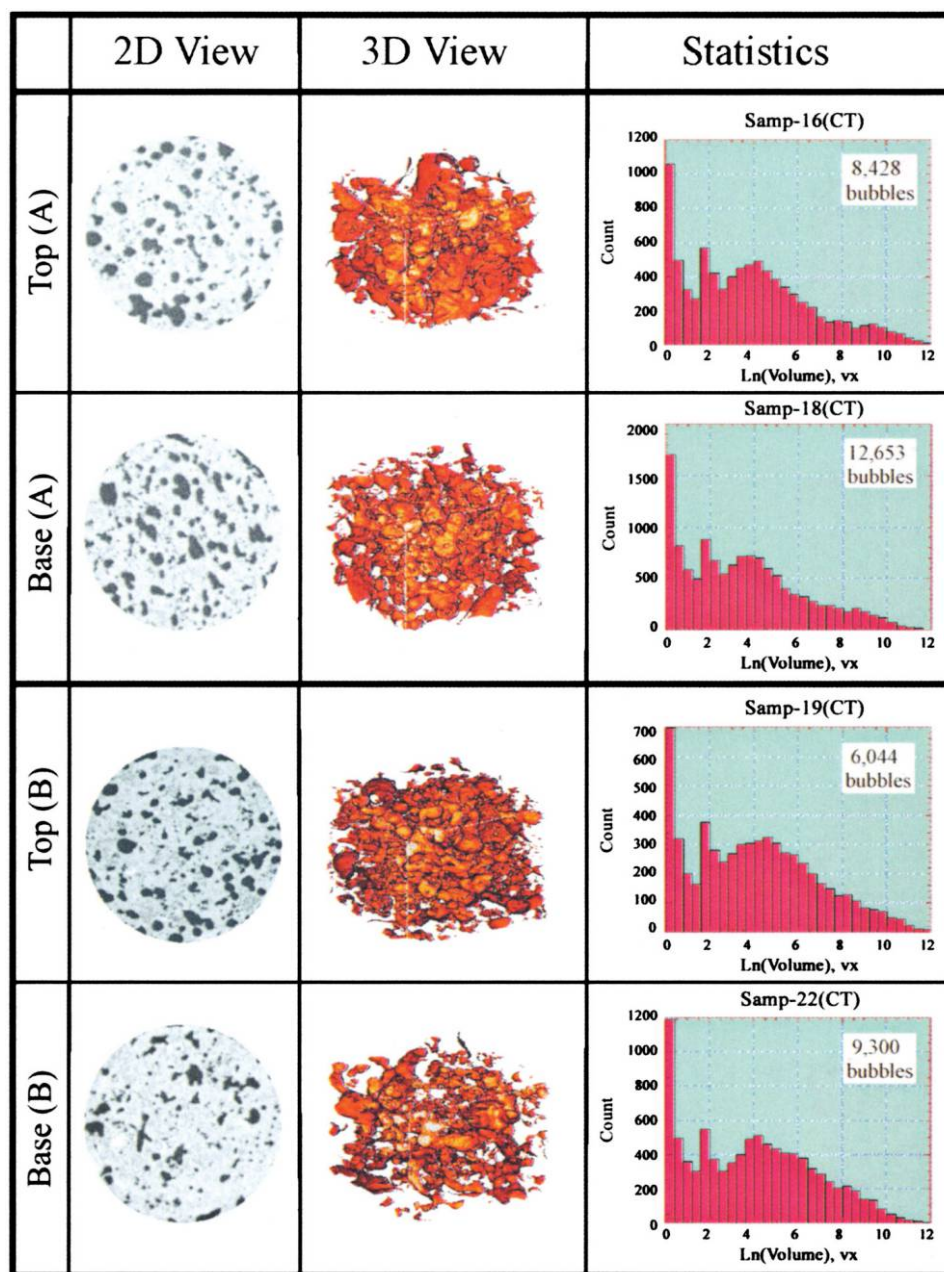 2D View
3D View
Statistics
Top (A)
Samp-16(CT)
8,428
bubbles
Count
1200
1000
800
600
400
200
0
0 2 4 6 8 10 12
Ln(Volume), vx
Base (A)
Samp-18(CT)
12,653
bubbles
Count
2000
1500
1000
500
0
0 2 4 6 8 10 12
Ln(Volume), vx
Top (B)
Samp-19(CT)
6,044
bubbles
Count
700
600
500
400
300
200
100
0
0 2 4 6 8 10 12
Ln(Volume), vx
Base (B)
Samp-22(CT)
9,300
bubbles
Count
1200
1000
800
600
400
200
0
0 2 4 6 8 10 12
Ln(Volume), vx